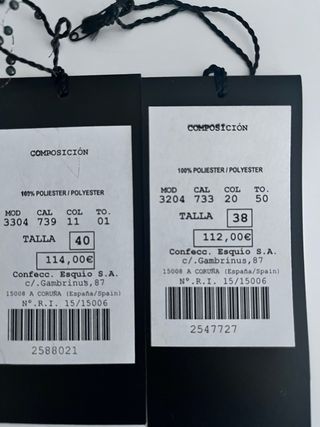 COMPOSICIÓN
100% POLIESTER / POLYESTER
MOD CAL COL TO.
3304 739 11 01
TALLA 40
114,00€
Confecc. Esquio S.A.
c/.Gambrinus,87
15008 A CORUÑA (España/Spain)
Nº.R.I. 15/15006
2588021
COMPOSICIÓN
100% POLIESTER / POLYESTER
MOD CAL COL TO.
3204 733 20 50
TALLA 38
112,00€
Confecc. Esquio S.A.
c/.Gambrinus,87
15008 A CORUÑA (España/Spain)
Nº.R.I. 15/15006
2547727